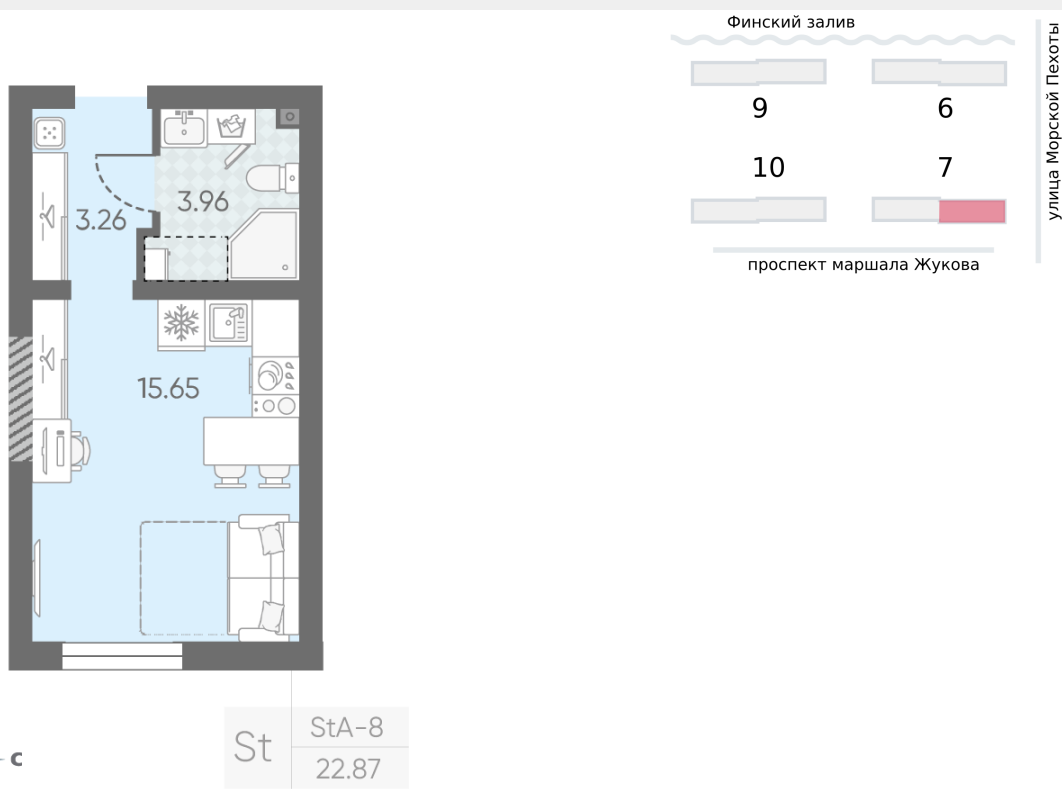 Финский залив
улица Морской Пехоты
9
6
10
7
проспект маршала Жукова
3.96
3.26
15.65
St
StA-8
22.87
с